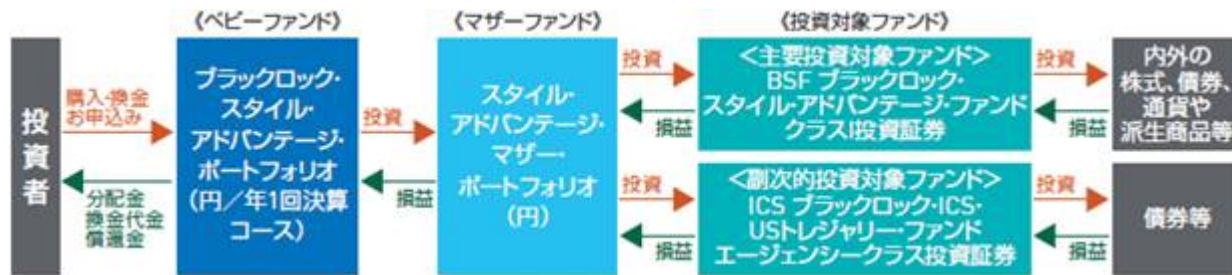 《ベビーファンド》
《マザーファンド》
《投資対象ファンド》
投資者
購入・換金
お申込み
分配金
換金代金
償還金
ブラックロック・
スタイル・
アドバンテージ・
ポートフォリオ
(円/年1回決算
コース)
投資
損益
スタイル・
アドバンテージ・
マザー・
ポートフォリオ
(円)
投資
損益
<主要投資対象ファンド>
BSF ブラックロック・
スタイル・アドバンテージ・ファンド
クラスI投資証券
投資
損益
内外の
株式、債券、
通貨や
派生商品等
投資
損益
<副次的投資対象ファンド>
ICS ブラックロック・ICS・
USトレジャリー・ファンド
エージェンシークラス投資証券
投資
損益
債券等